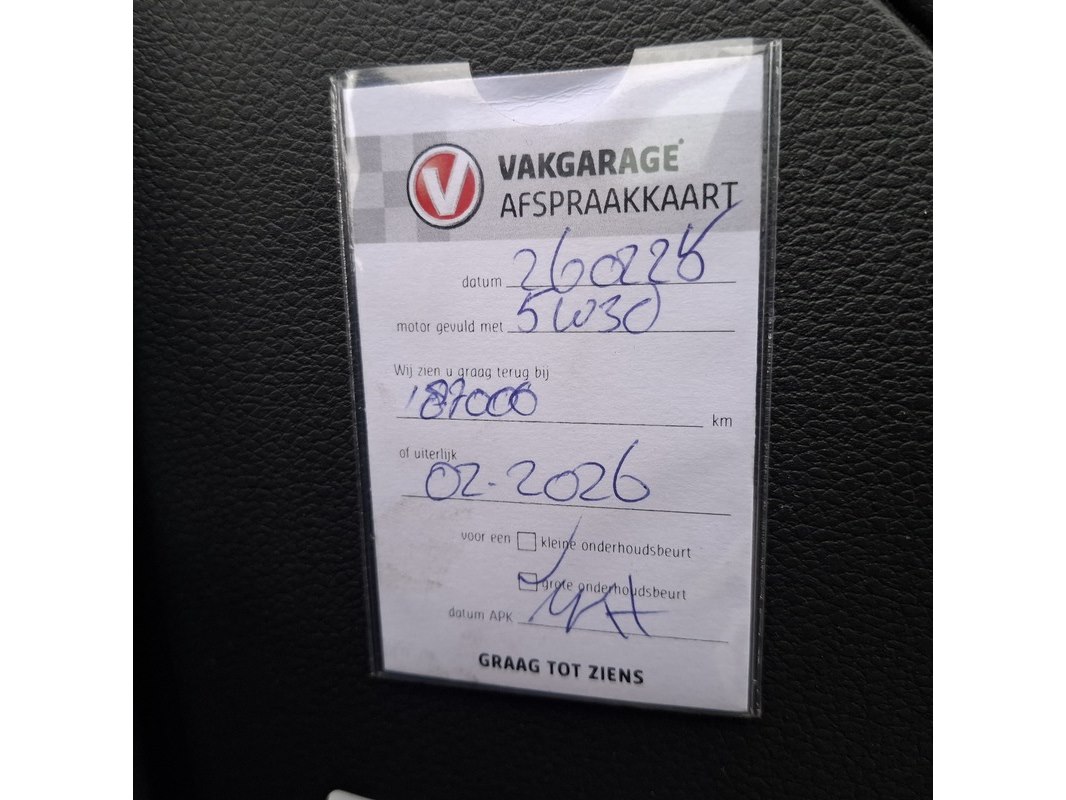 VAKGARAGE
AFSPRAAKKAART
datum 260225
motor gevuld met 5W30
Wij zien u graag terug bij
187000 km
of uiterlijk
02-2026
voor een kleine onderhoudsbeurt
grote onderhoudsbeurt
datum APK
GRAAG TOT ZIENS